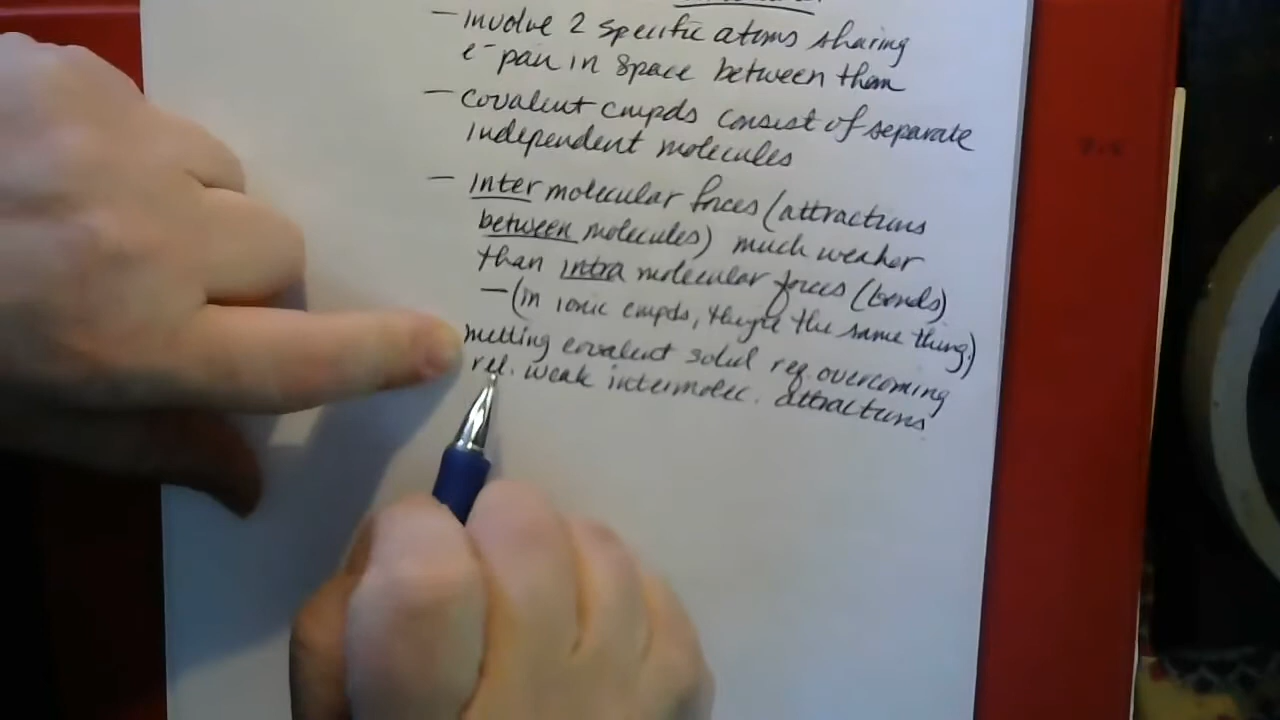 – involve 2 specific atoms sharing
e⁻ pair in space between them
– covalent cmpds consist of separate
independent molecules
– inter molecular forces (attractions
between molecules) much weaker
than intra molecular forces (bonds)
– (in ionic cmpds, they're the same thing.)
melting covalent solid req. overcoming
rel. weak intermolec. attractions